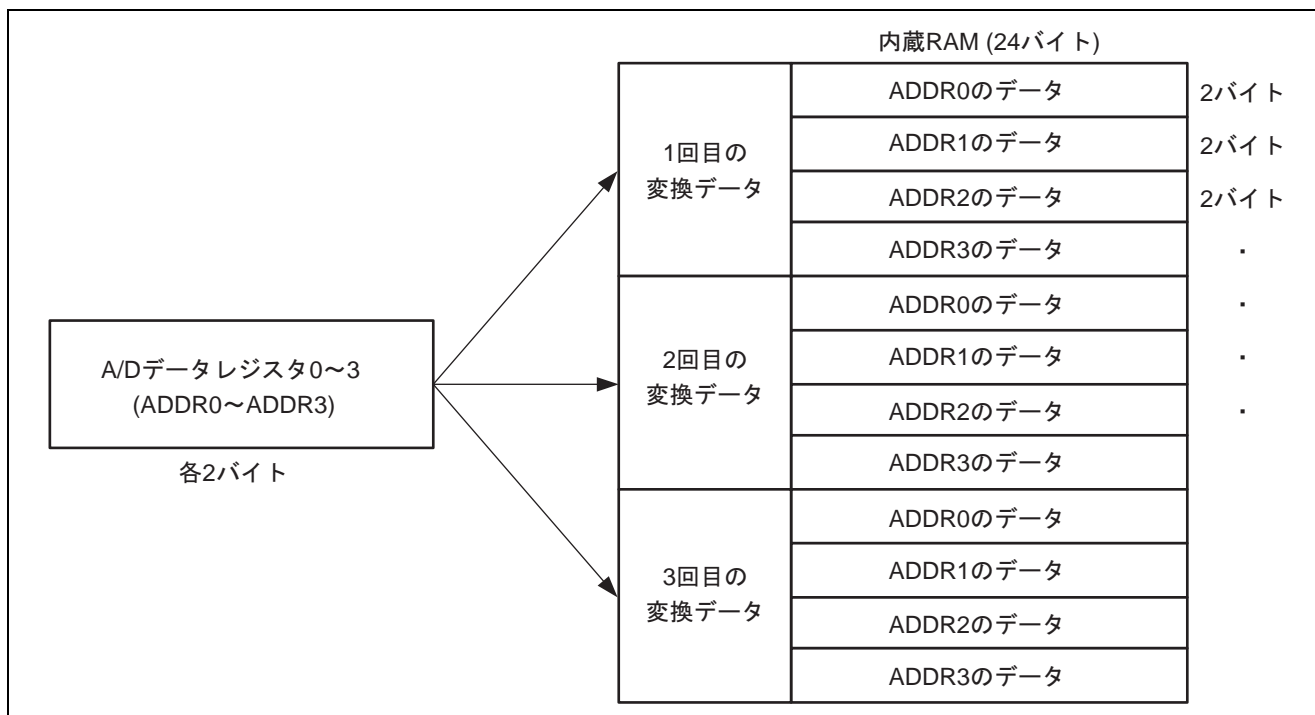 内蔵RAM (24バイト)
A/Dデータレジスタ0～3
(ADDR0～ADDR3)
各2バイト
1回目の
変換データ
ADDR0のデータ 2バイト
ADDR1のデータ 2バイト
ADDR2のデータ 2バイト
ADDR3のデータ ・
2回目の
変換データ
ADDR0のデータ ・
ADDR1のデータ ・
ADDR2のデータ ・
ADDR3のデータ
3回目の
変換データ
ADDR0のデータ
ADDR1のデータ
ADDR2のデータ
ADDR3のデータ